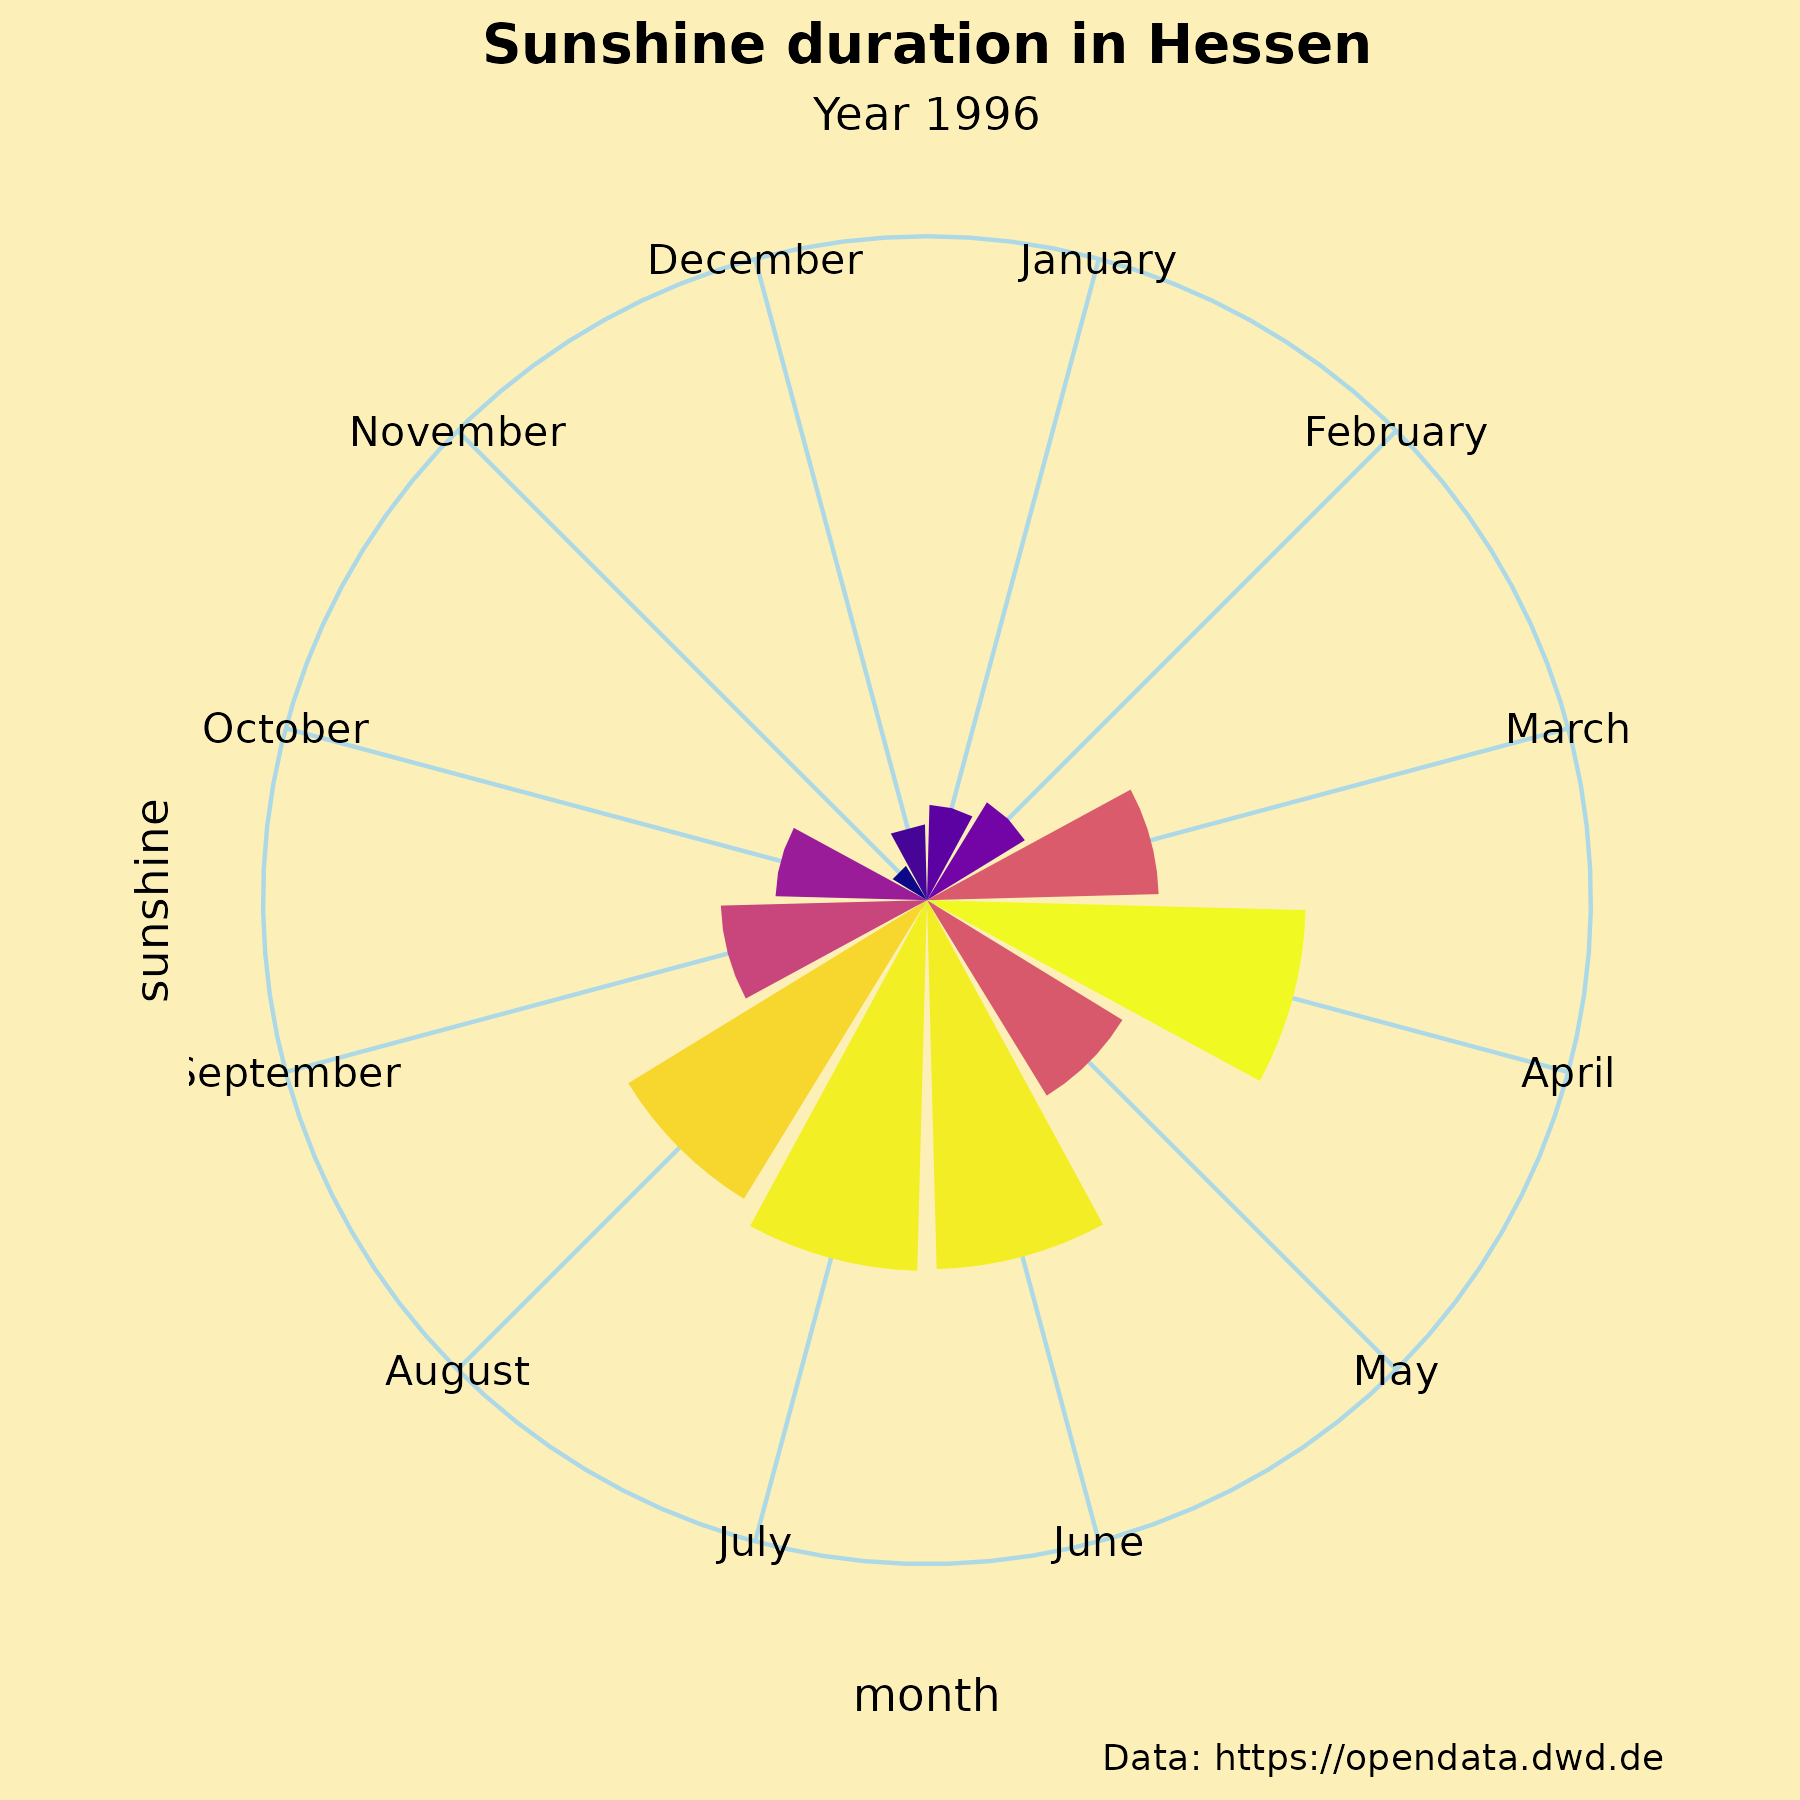 Sunshine duration in Hessen
Year 1996
December
January
November
February
October
March
sunshine
September
April
August
May
July
June
month
Data: https://opendata.dwd.de